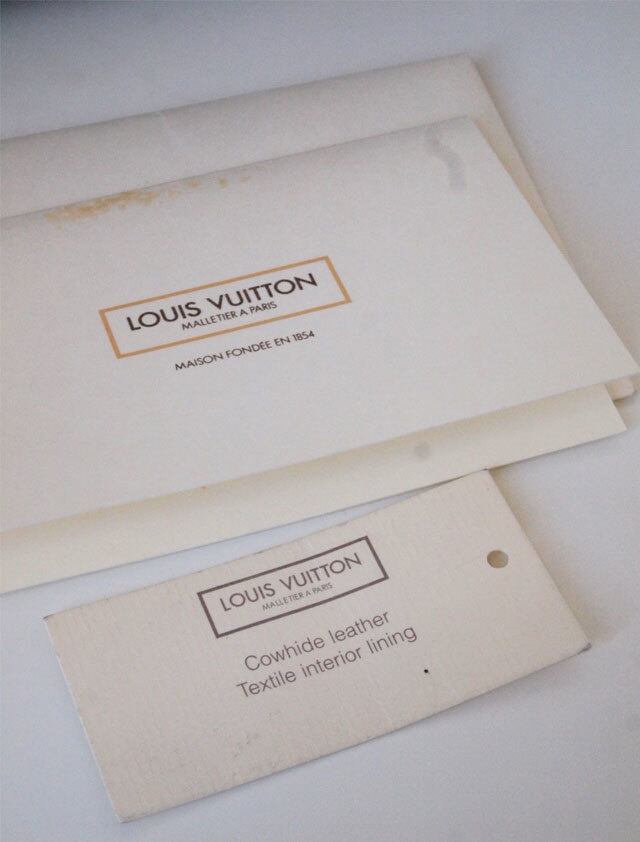 LOUIS VUITTON
MALLETIER A PARIS
MAISON FONDÉE EN 1854
LOUIS VUITTON
MALLETIER A PARIS
Cowhide leather
Textile interior lining